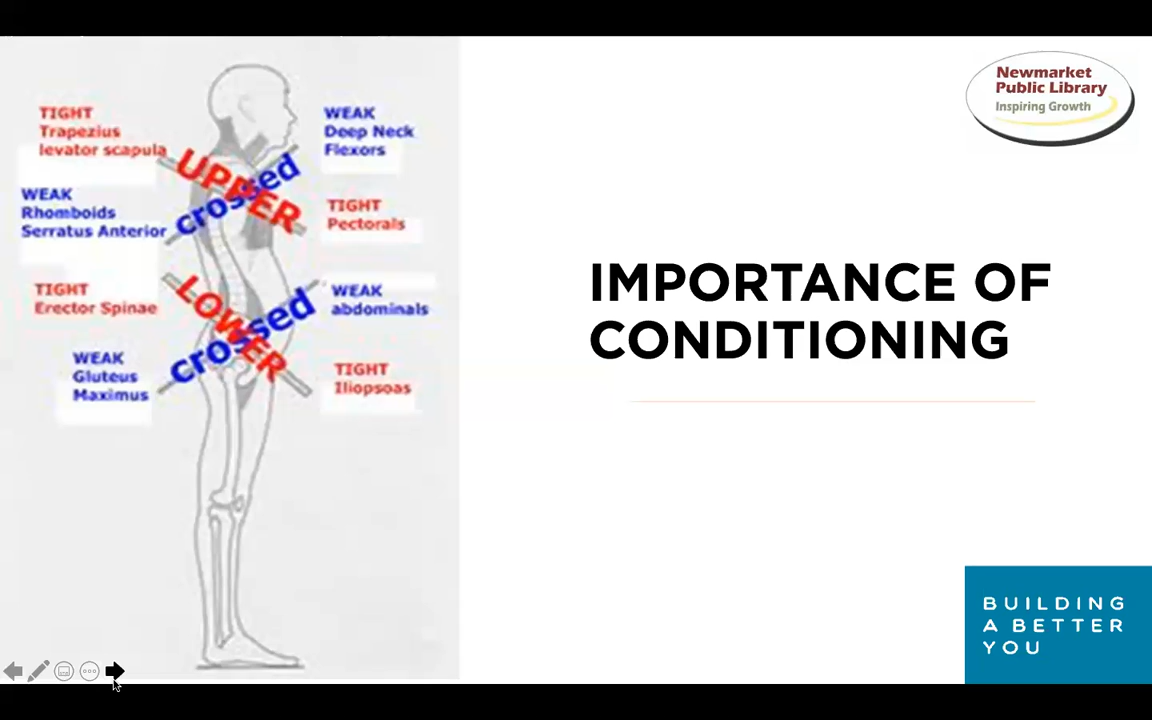 TIGHT
Trapezius
levator scapula
WEAK
Deep Neck
Flexors
UPPER
crossed
WEAK
Rhomboids
Serratus Anterior
TIGHT
Pectorals
TIGHT
Erector Spinae
WEAK
abdominals
LOWER
crossed
WEAK
Gluteus
Maximus
TIGHT
Iliopsoas
Newmarket
Public Library
Inspiring Growth
IMPORTANCE OF
CONDITIONING
BUILDING
A BETTER
YOU